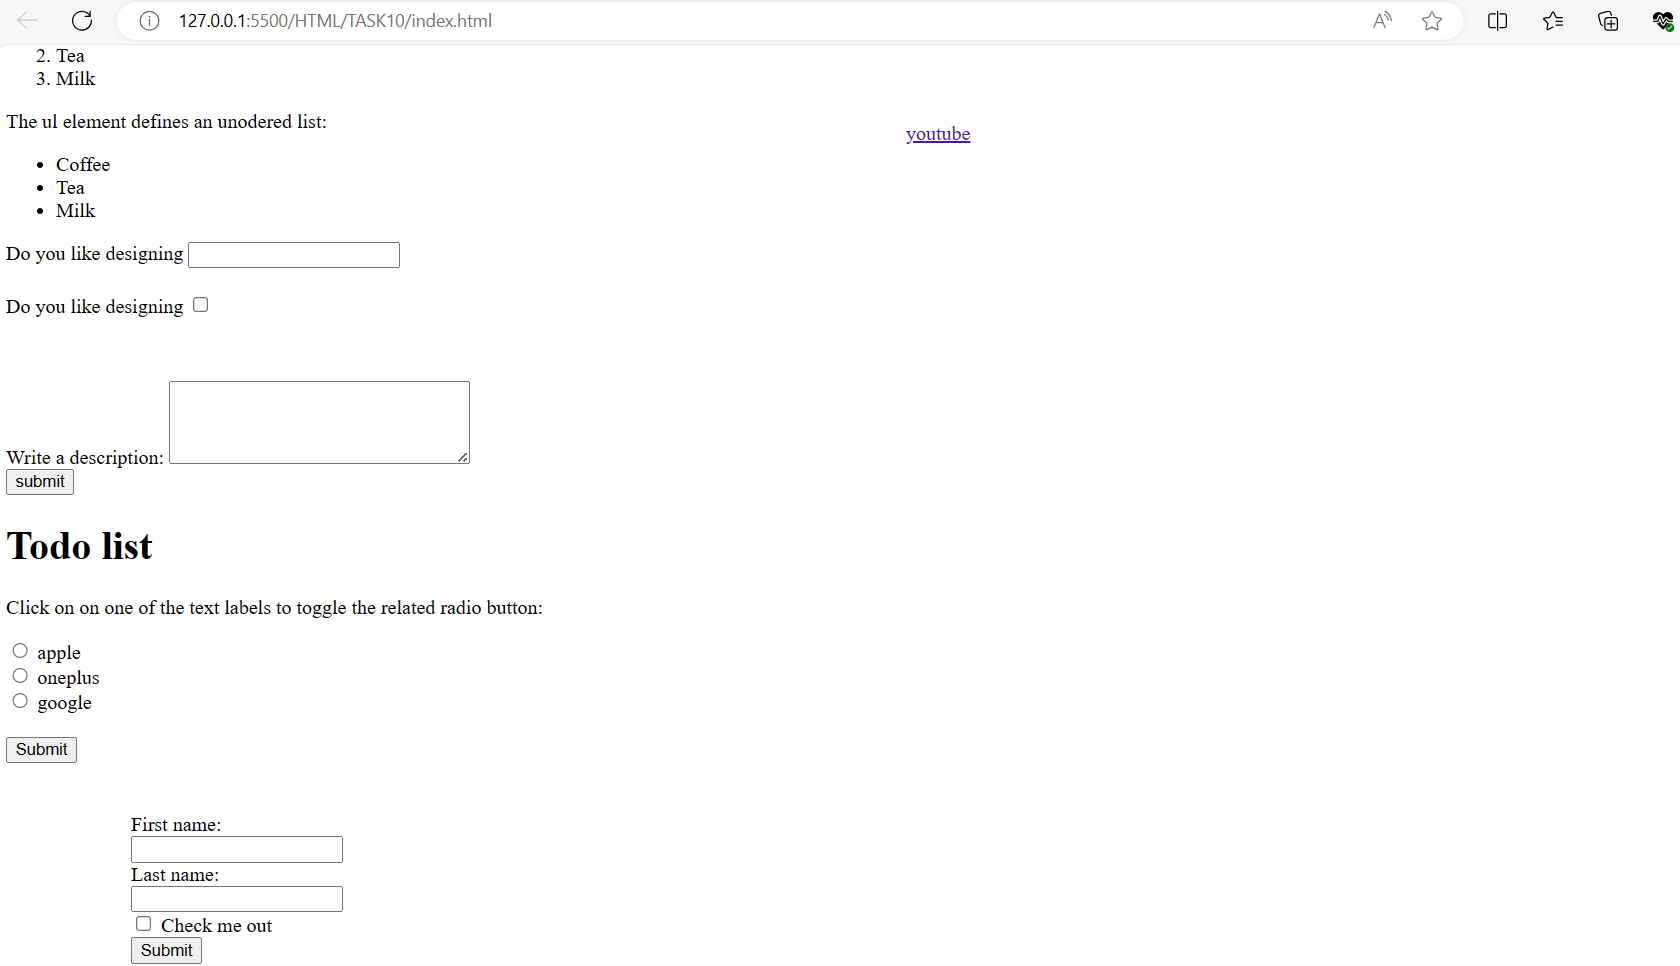 127.0.0.1:5500/HTML/TASK10/index.html
2. Tea
3. Milk
The ul element defines an unodered list:
youtube
• Coffee
• Tea
• Milk
Do you like designing
Do you like designing
Write a description:
submit
Todo list
Click on on one of the text labels to toggle the related radio button:
apple
oneplus
google
Submit
First name:
Last name:
Check me out
Submit